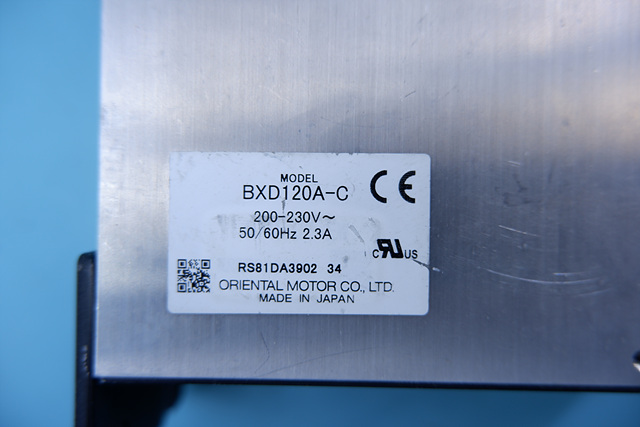 MODEL
BXD120A-C
CE
200-230V～
50/60Hz 2.3A
C RU US
RS81DA3902 34
ORIENTAL MOTOR CO., LTD.
MADE IN JAPAN